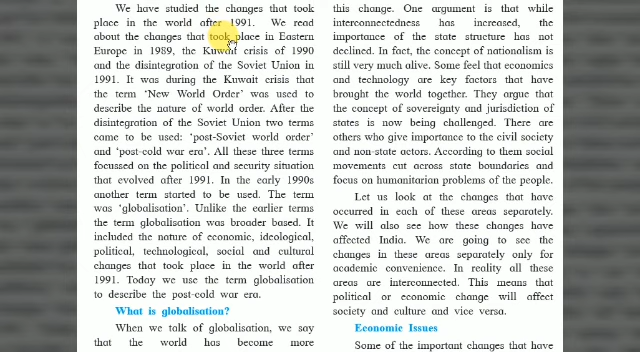 We have studied the changes that took
place in the world after 1991. We read
about the changes that took place in Eastern
Europe in 1989, the Kuwait crisis of 1990
and the disintegration of the Soviet Union in
1991. It was during the Kuwait crisis that
the term ‘New World Order’ was used to
describe the nature of world order. After the
disintegration of the Soviet Union two terms
came to be used: ‘post-Soviet world order’
and ‘post-cold war era’. All these three terms
focussed on the political and security situation
that evolved after 1991. In the early 1990s
another term started to be used. The term
was ‘globalisation’. Unlike the earlier terms
the term globalisation was broader based. It
included the nature of economic, ideological,
political, technological, social and cultural
changes that took place in the world after
1991. Today we use the term globalisation
to describe the post-cold war era.
What is globalisation?
When we talk of globalisation, we say
that the world has become more
this change. One argument is that while
interconnectedness has increased, the
importance of the state structure has not
declined. In fact, the concept of nationalism is
still very much alive. Some feel that economics
and technology are key factors that have
brought the world together. They argue that
the concept of sovereignty and jurisdiction of
states is now being challenged. There are
others who give importance to the civil society
and non-state actors. According to them social
movements cut across state boundaries and
focus on humanitarian problems of the people.
Let us look at the changes that have
occurred in each of these areas separately.
We will also see how these changes have
affected India. We are going to see the
changes in these areas separately only for
academic convenience. In reality all these
areas are interconnected. This means that
political or economic change will affect
society and culture and vice versa.
Economic Issues
Some of the important changes that have